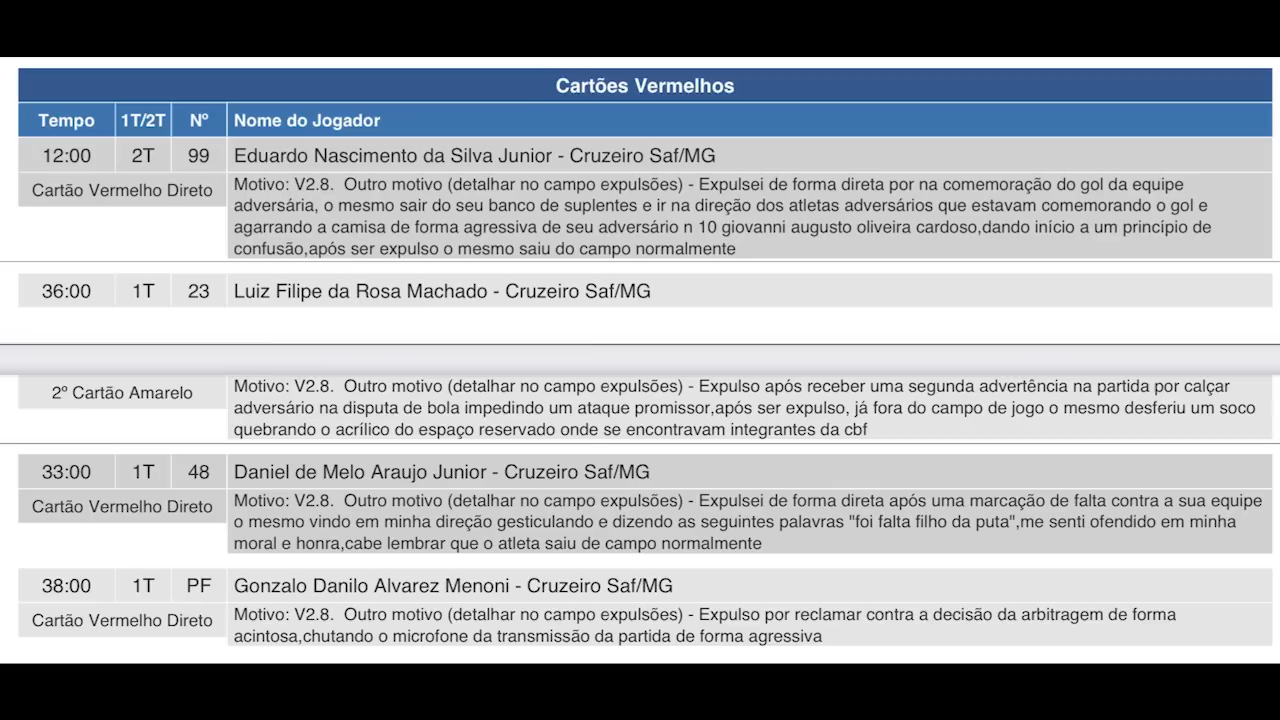 Cartões Vermelhos
Tempo 1T/2T Nº Nome do Jogador
12:00 2T 99 Eduardo Nascimento da Silva Junior - Cruzeiro Saf/MG
Cartão Vermelho Direto
Motivo: V2.8. Outro motivo (detalhar no campo expulsões) - Expulsei de forma direta por na comemoração do gol da equipe
adversária, o mesmo sair do seu banco de suplentes e ir na direção dos atletas adversários que estavam comemorando o gol e
agarrando a camisa de forma agressiva de seu adversário n 10 giovanni augusto oliveira cardoso,dando início a um princípio de
confusão,após ser expulso o mesmo saiu do campo normalmente
36:00 1T 23 Luiz Filipe da Rosa Machado - Cruzeiro Saf/MG
2º Cartão Amarelo
Motivo: V2.8. Outro motivo (detalhar no campo expulsões) - Expulso após receber uma segunda advertência na partida por calçar
adversário na disputa de bola impedindo um ataque promissor,após ser expulso, já fora do campo de jogo o mesmo desferiu um soco
quebrando o acrílico do espaço reservado onde se encontravam integrantes da cbf
33:00 1T 48 Daniel de Melo Araujo Junior - Cruzeiro Saf/MG
Cartão Vermelho Direto
Motivo: V2.8. Outro motivo (detalhar no campo expulsões) - Expulsei de forma direta após uma marcação de falta contra a sua equipe
o mesmo vindo em minha direção gesticulando e dizendo as seguintes palavras "foi falta filho da puta",me senti ofendido em minha
moral e honra,cabe lembrar que o atleta saiu de campo normalmente
38:00 1T PF Gonzalo Danilo Alvarez Menoni - Cruzeiro Saf/MG
Cartão Vermelho Direto
Motivo: V2.8. Outro motivo (detalhar no campo expulsões) - Expulso por reclamar contra a decisão da arbitragem de forma
acintosa,chutando o microfone da transmissão da partida de forma agressiva